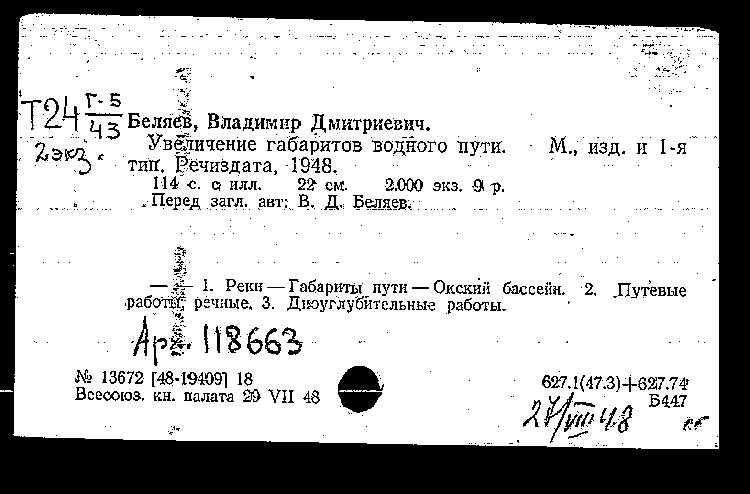 Т24 Г-5/43
2 экз.
Беляев, Владимир Дмитриевич.
Увеличение габаритов водного пути. М., изд. и 1-я
тип. Речиздата, 1948.
114 с. с илл. 22 см. 2.000 экз. 9 р.
Перед загл. авт: В. Д. Беляев.
— — 1. Реки — Габариты пути — Окский бассейн. 2. Путевые
работы речные. 3. Дноуглубительные работы.
Арх. 118663
№ 13672 [48-19409] 18
Всесоюз. кн. палата 29 VII 48
627.1(47.3)+627.74
Б447
27/VIII 48